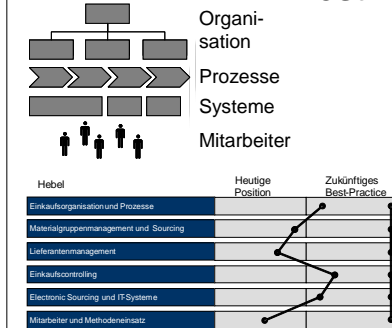 Organi-
sation
Prozesse
Systeme
Mitarbeiter
Hebel
Heutige
Position
Zukünftiges
Best-Practice
Einkaufsorganisation und Prozesse
Materialgruppenmanagement und Sourcing
Lieferantenmanagement
Einkaufscontrolling
Electronic Sourcing und IT-Systeme
Mitarbeiter und Methodeneinsatz